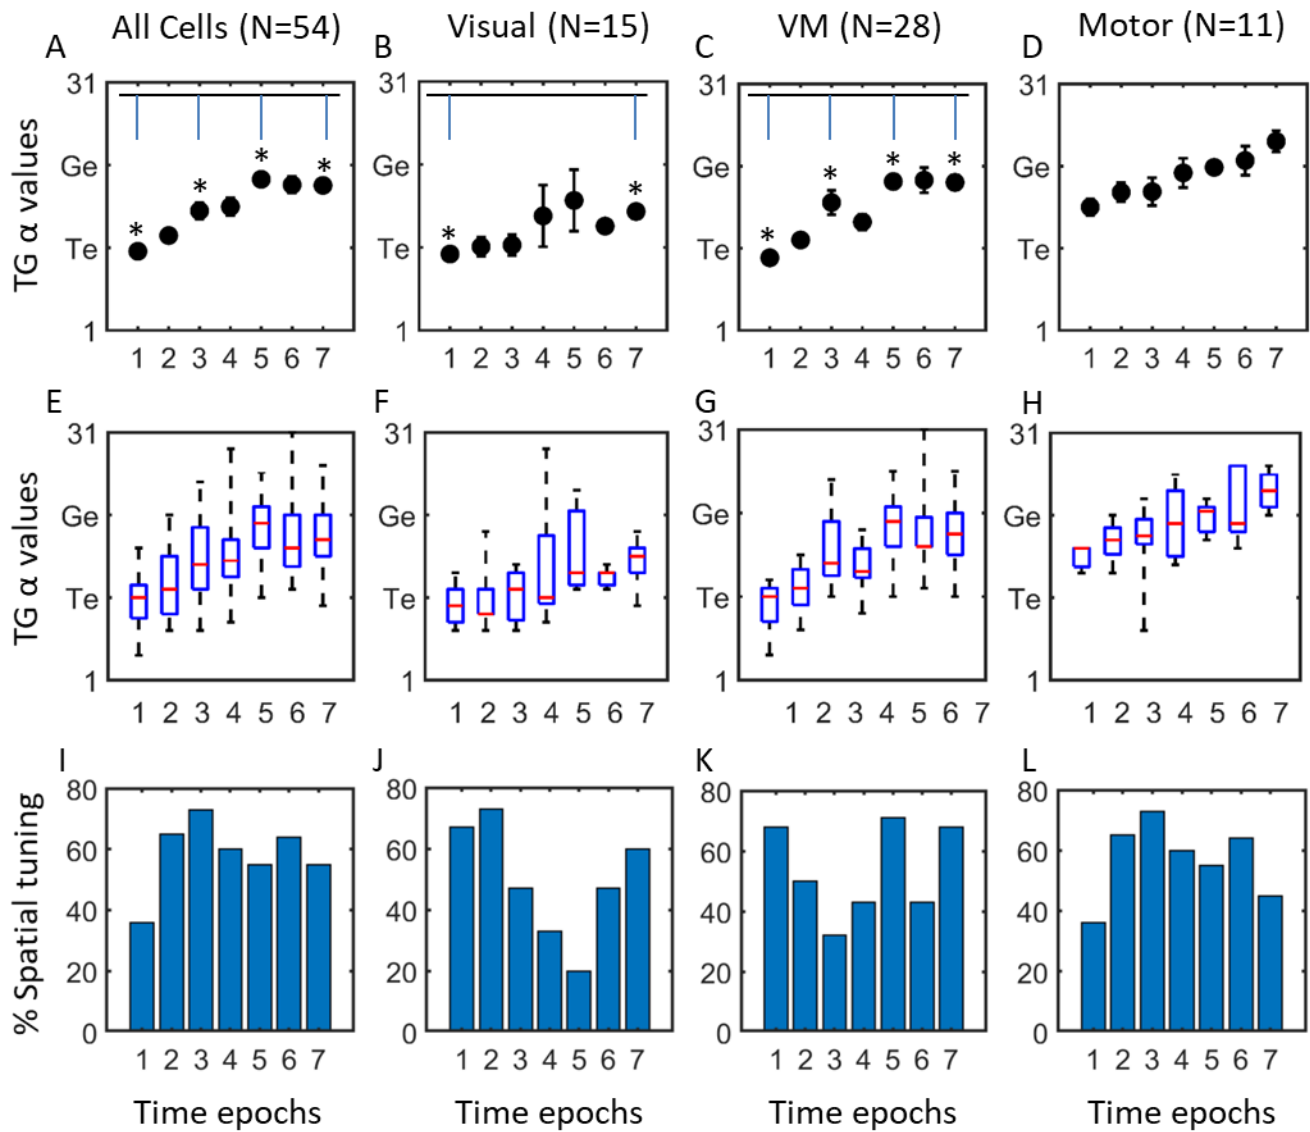 All Cells (N=54) Visual (N=15) VM (N=28) Motor (N=11)
A B C D
31 31 31 31
* * * * * * * * * *
Ge Ge Ge Ge
TG α values
Te Te Te Te
1 1 1 1
1 2 3 4 5 6 7 1 2 3 4 5 6 7 1 2 3 4 5 6 7 1 2 3 4 5 6 7
E F G H
31 31 31 31
Ge Ge Ge Ge
TG α values
Te Te Te Te
1 1 1 1
1 2 3 4 5 6 7 1 2 3 4 5 6 7 1 2 3 4 5 6 7 1 2 3 4 5 6 7
I J K L
80 80 80 80
60 60 60 60
% Spatial tuning
40 40 40 40
20 20 20 20
0 0 0 0
1 2 3 4 5 6 7 1 2 3 4 5 6 7 1 2 3 4 5 6 7 1 2 3 4 5 6 7
Time epochs Time epochs Time epochs Time epochs